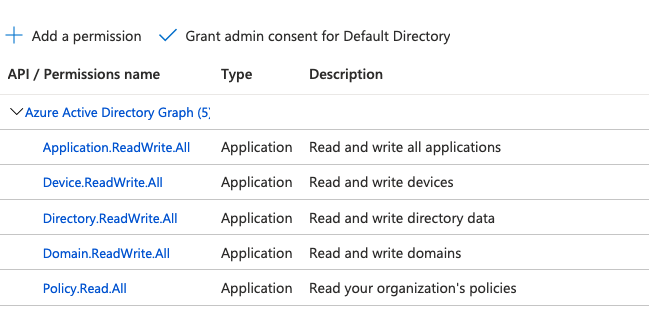 Add a permission Grant admin consent for Default Directory
API / Permissions name Type Description
Azure Active Directory Graph (5)
Application.ReadWrite.All Application Read and write all applications
Device.ReadWrite.All Application Read and write devices
Directory.ReadWrite.All Application Read and write directory data
Domain.ReadWrite.All Application Read and write domains
Policy.Read.All Application Read your organization's policies